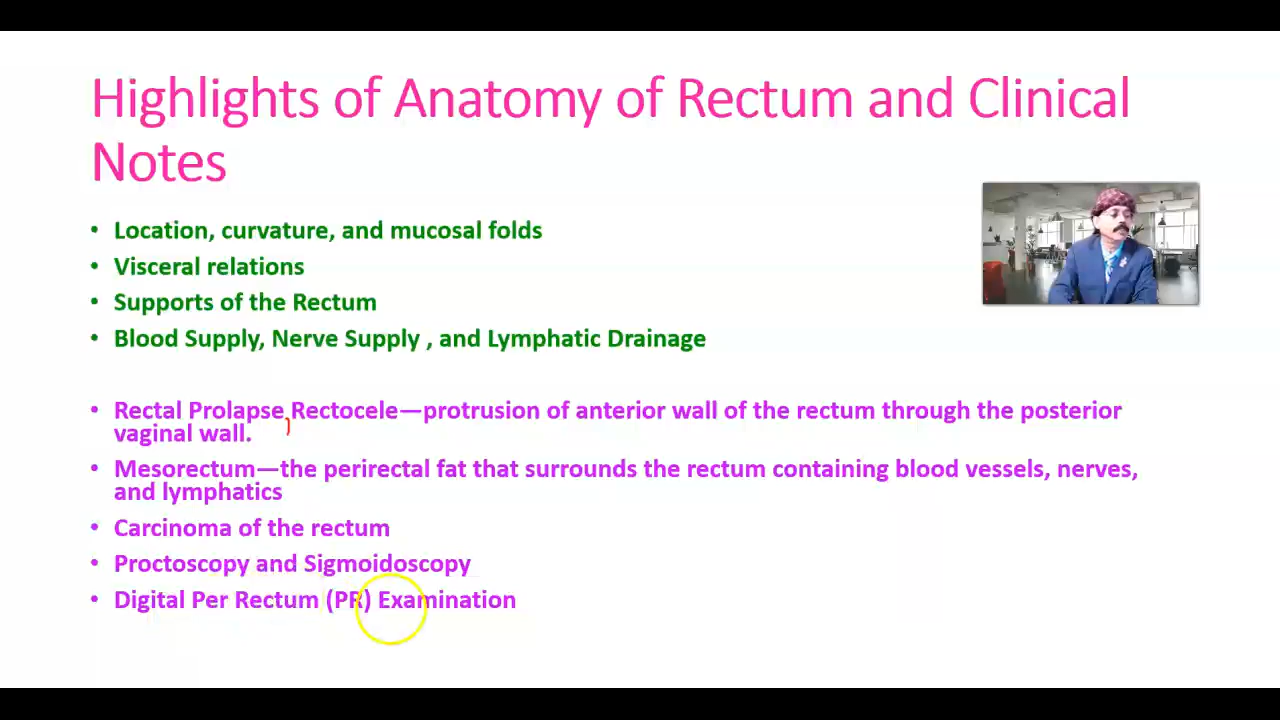 Highlights of Anatomy of Rectum and Clinical
Notes
• Location, curvature, and mucosal folds
• Visceral relations
• Supports of the Rectum
• Blood Supply, Nerve Supply , and Lymphatic Drainage
• Rectal Prolapse Rectocele—protrusion of anterior wall of the rectum through the posterior
vaginal wall.
• Mesorectum—the perirectal fat that surrounds the rectum containing blood vessels, nerves,
and lymphatics
• Carcinoma of the rectum
• Proctoscopy and Sigmoidoscopy
• Digital Per Rectum (PR) Examination